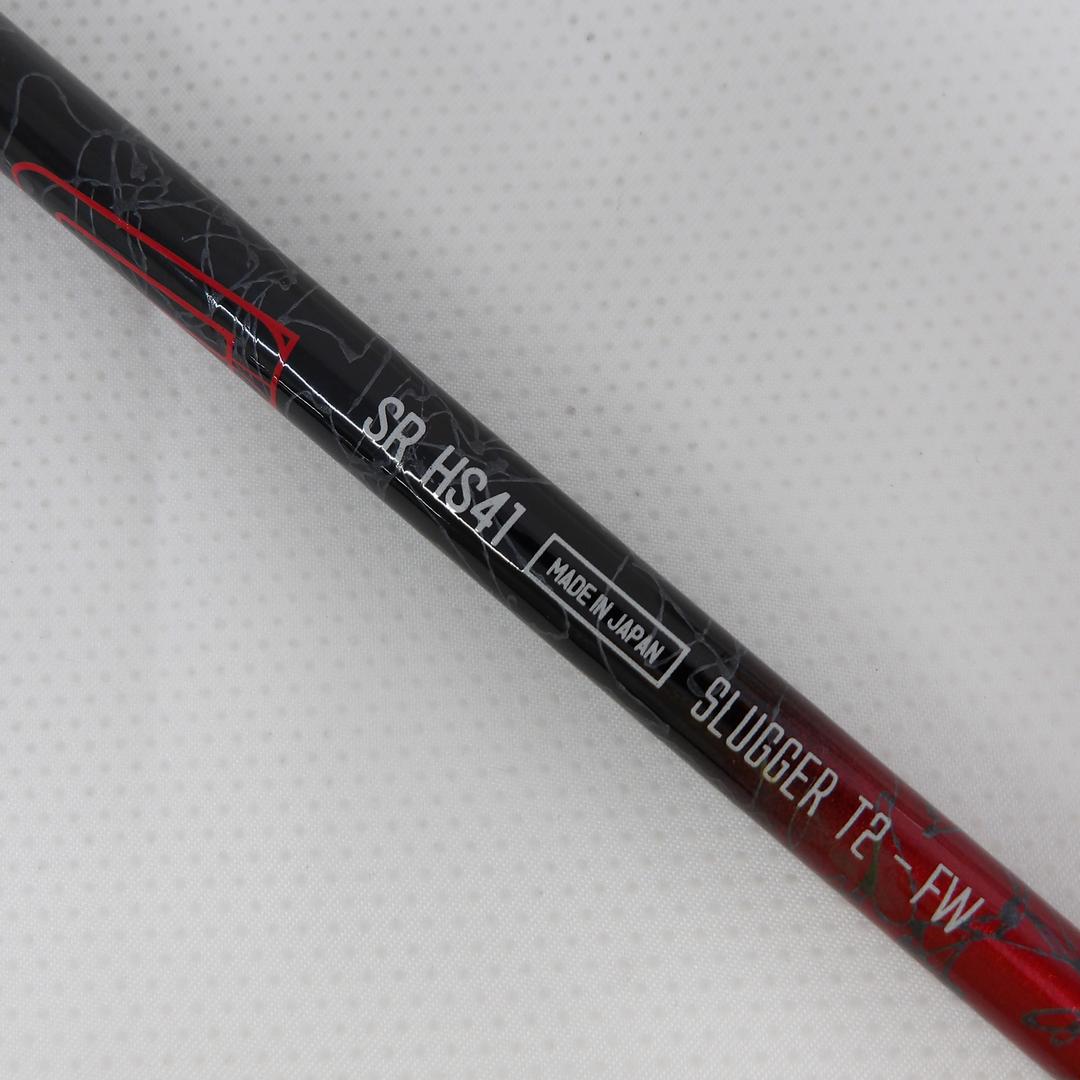 SR HS41
MADE IN JAPAN
SLUGGER T2 - FW